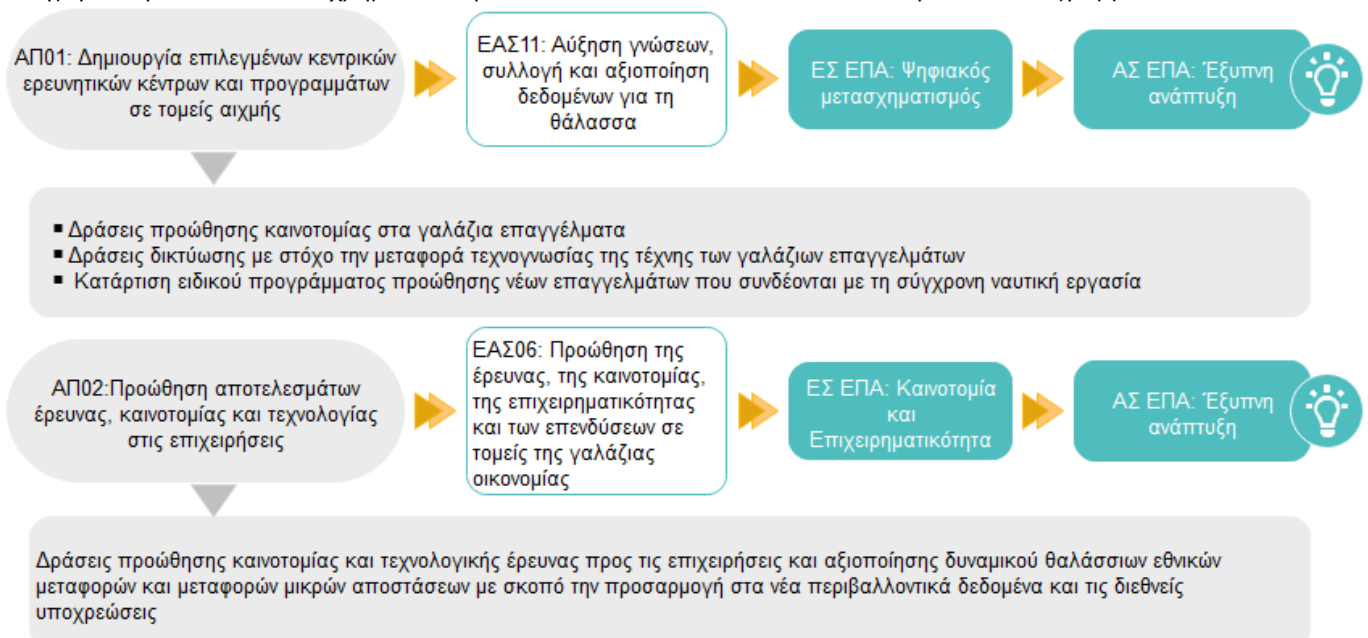 ΑΠ01: Δημιουργία επιλεγμένων κεντρικών
ερευνητικών κέντρων και προγραμμάτων
σε τομείς αιχμής
ΕΑΣ11: Αύξηση γνώσεων,
συλλογή και αξιοποίηση
δεδομένων για τη
θάλασσα
ΕΣ ΕΠΑ: Ψηφιακός
μετασχηματισμός
ΑΣ ΕΠΑ: Έξυπνη
ανάπτυξη
▪ Δράσεις προώθησης καινοτομίας στα γαλάζια επαγγέλματα
▪ Δράσεις δικτύωσης με στόχο την μεταφορά τεχνογνωσίας της τέχνης των γαλάζιων επαγγελμάτων
▪ Κατάρτιση ειδικού προγράμματος προώθησης νέων επαγγελμάτων που συνδέονται με τη σύγχρονη ναυτική εργασία
ΑΠ02:Προώθηση αποτελεσμάτων
έρευνας, καινοτομίας και τεχνολογίας
στις επιχειρήσεις
ΕΑΣ06: Προώθηση της
έρευνας, της καινοτομίας,
της επιχειρηματικότητας
και των επενδύσεων σε
τομείς της γαλάζιας
οικονομίας
ΕΣ ΕΠΑ: Καινοτομία
και
Επιχειρηματικότητα
ΑΣ ΕΠΑ: Έξυπνη
ανάπτυξη
Δράσεις προώθησης καινοτομίας και τεχνολογικής έρευνας προς τις επιχειρήσεις και αξιοποίησης δυναμικού θαλάσσιων εθνικών
μεταφορών και μεταφορών μικρών αποστάσεων με σκοπό την προσαρμογή στα νέα περιβαλλοντικά δεδομένα και τις διεθνείς
υποχρεώσεις